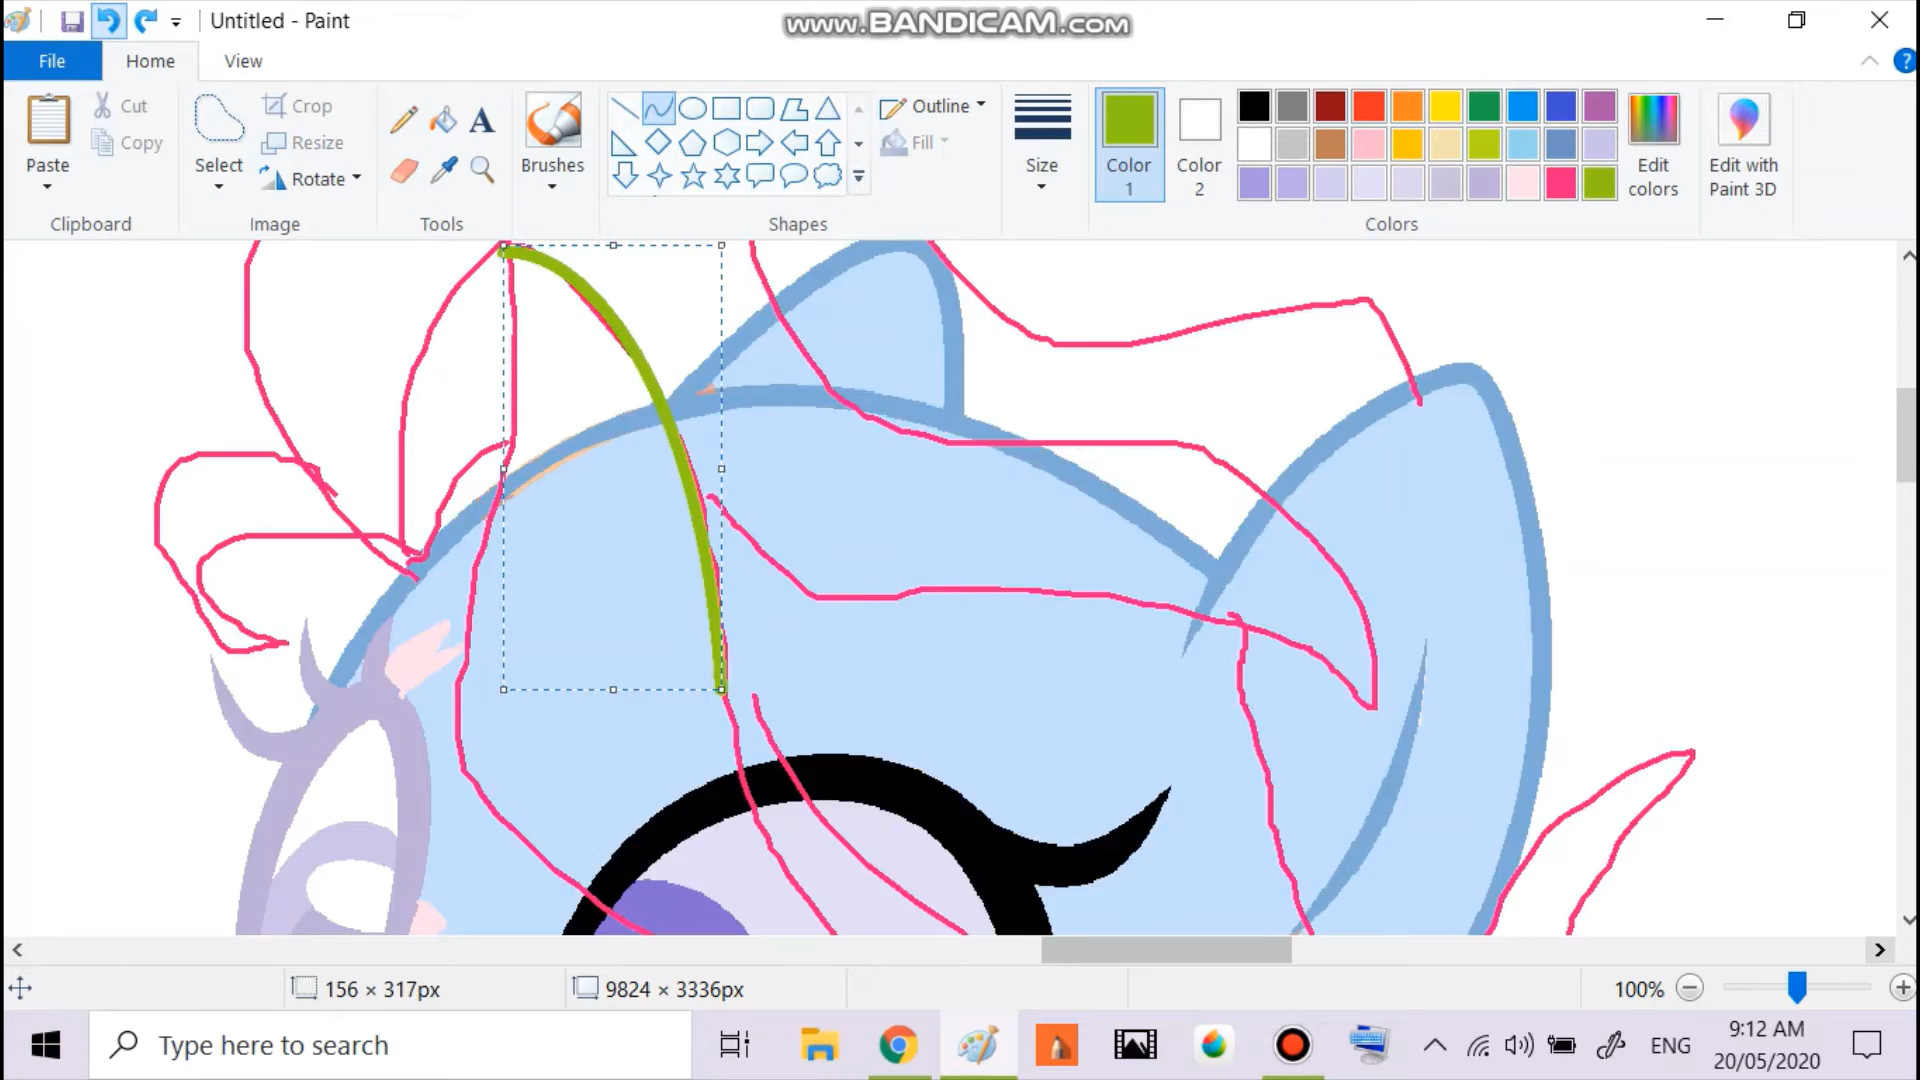 Untitled - Paint
www.BANDICAM.com
File
Home
View
?
Paste
Cut
Copy
Clipboard
Select
Crop
Resize
Rotate
Image
A
Tools
Brushes
Outline
Fill
Shapes
Size
Color
1
Color
2
Edit
colors
Colors
Edit with
Paint 3D
156 × 317px
9824 × 3336px
100%
Type here to search
ENG
9:12 AM
20/05/2020